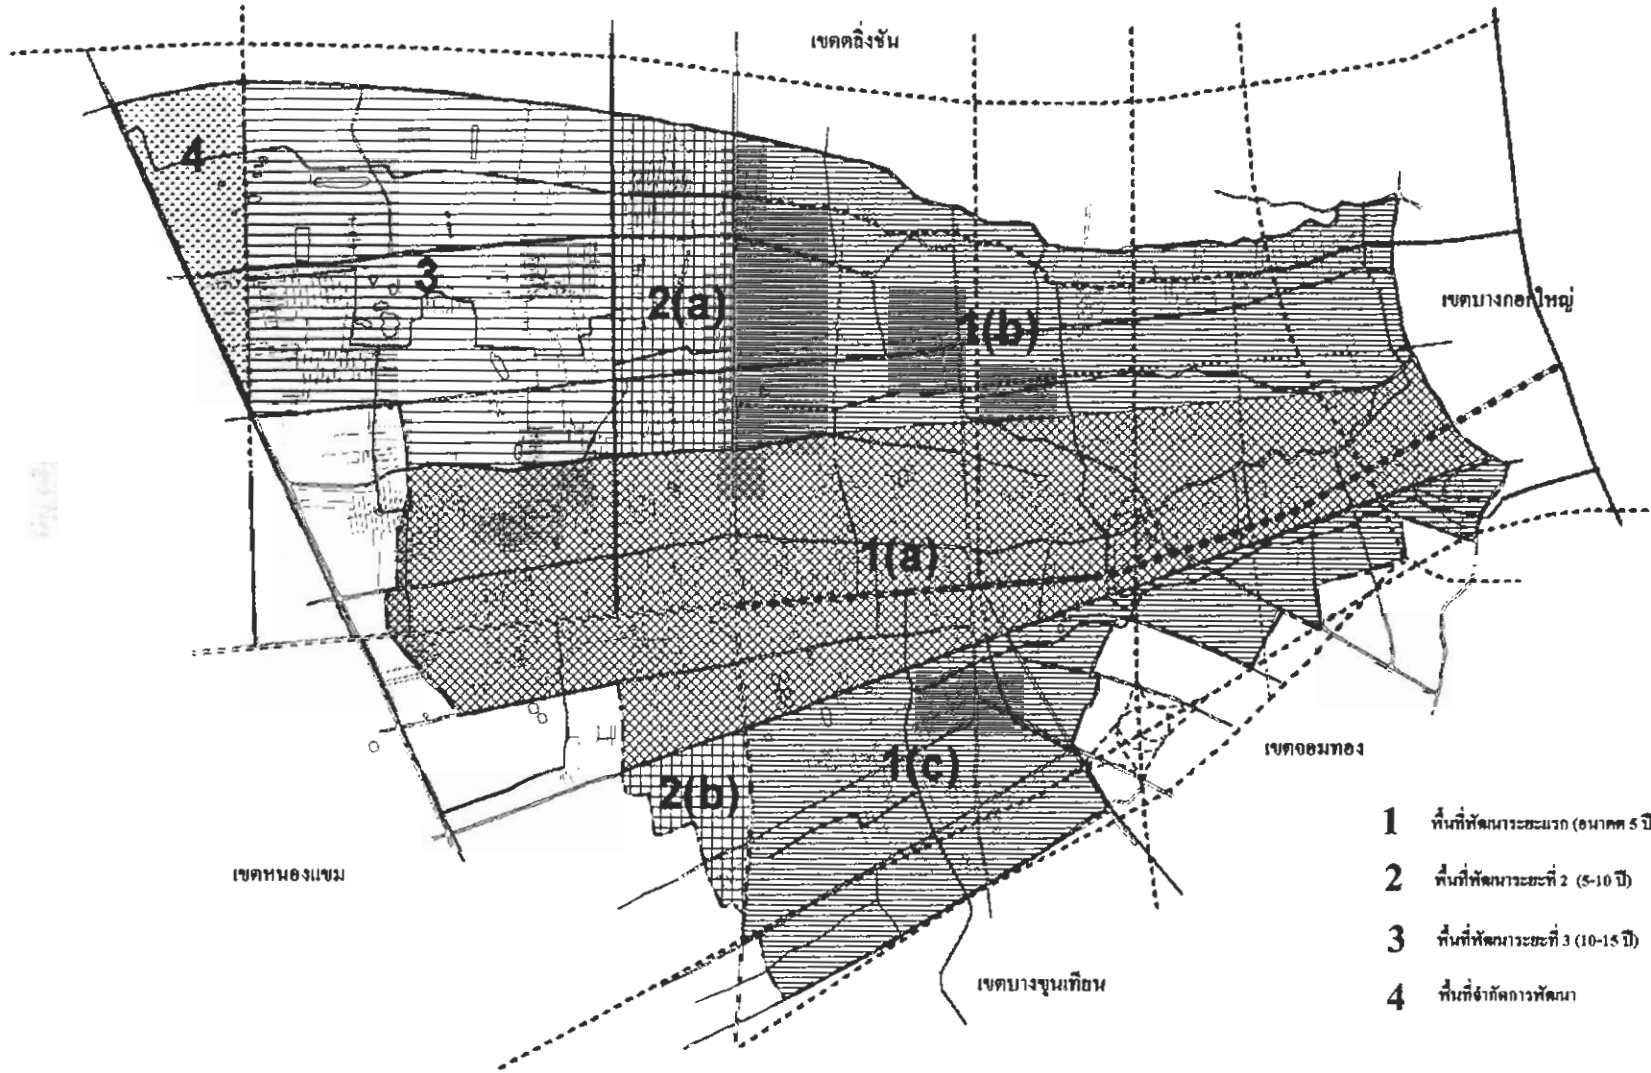 เขตตลิ่งชัน
4
3
2(a)
1(b)
เขตบางกอกใหญ่
1(a)
1(c)
2(b)
เขตจอมทอง
เขตหนองแขม
เขตบางขุนเทียน
1 พื้นที่พัฒนาระยะแรก (อนาคต 5 ปี
2 พื้นที่พัฒนาระยะที่ 2 (5-10 ปี)
3 พื้นที่พัฒนาระยะที่ 3 (10-15 ปี)
4 พื้นที่จำกัดการพัฒนา